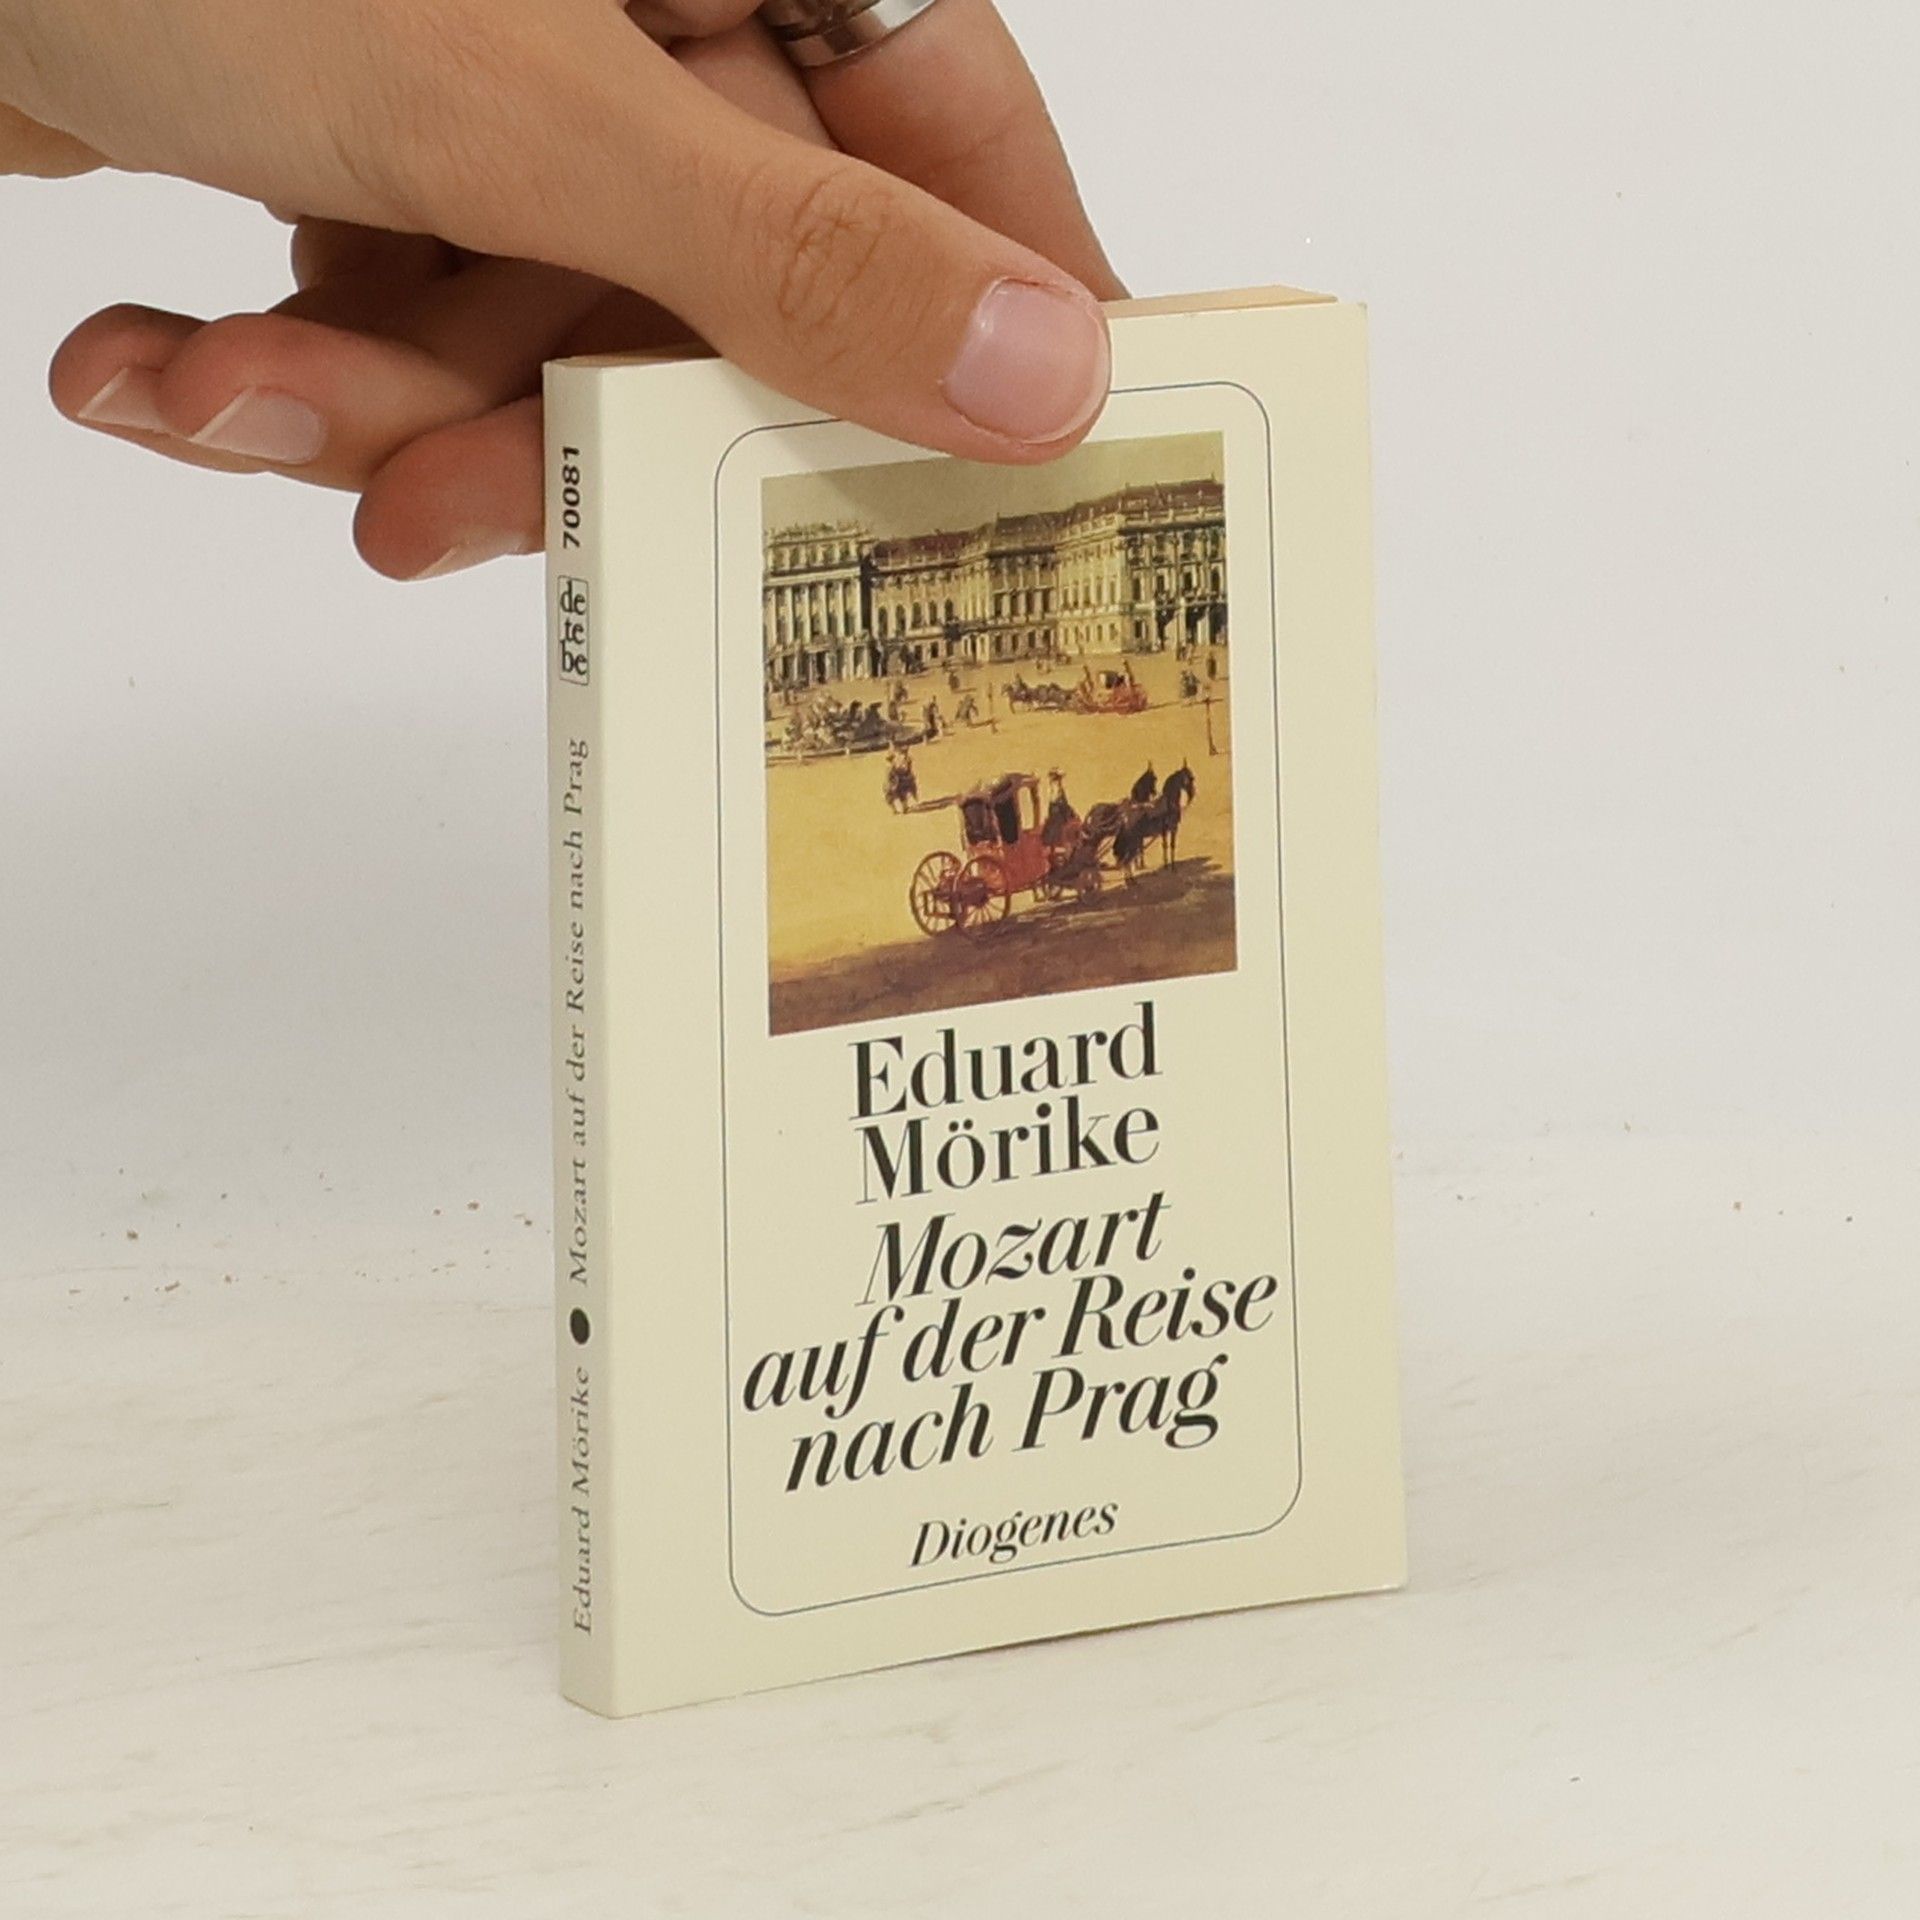 Eduard
Mörike
Mozart
auf der Reise
nach Prag
Diogenes
Eduard Mörike ● Mozart auf der Reise nach Prag
de
te
be
70081